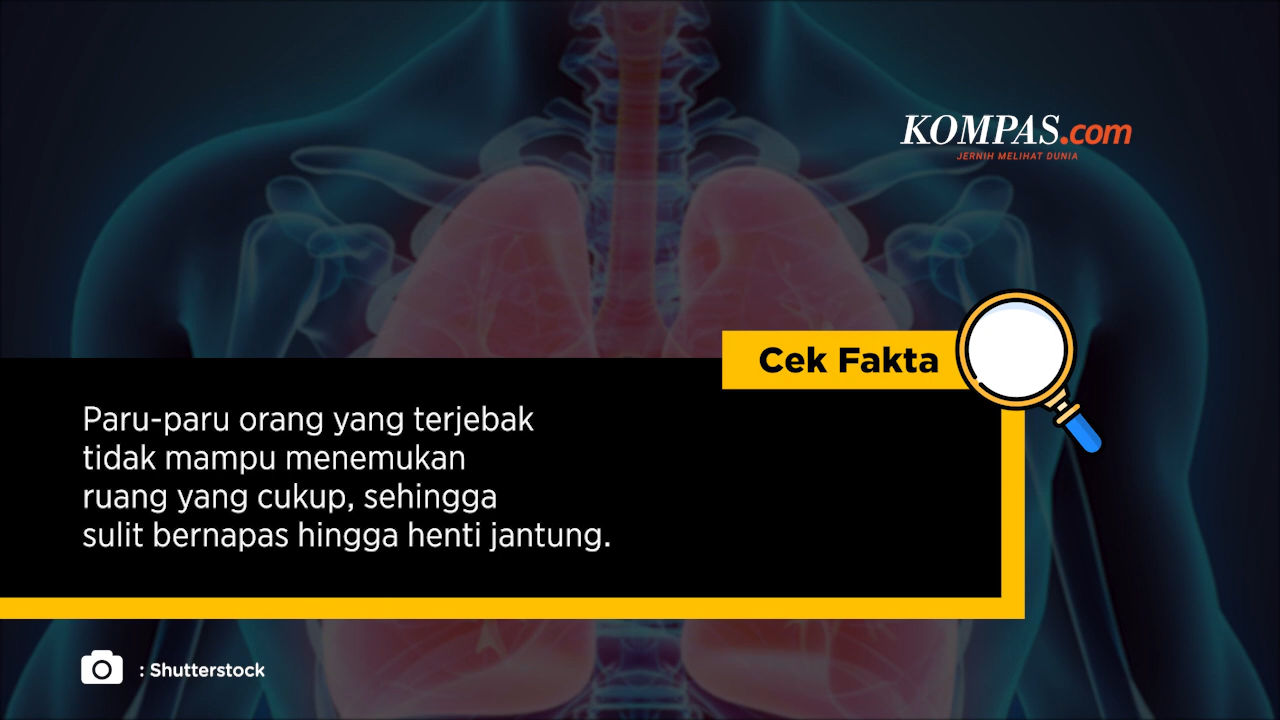 KOMPAS.com
JERNIH MELIHAT DUNIA
Cek Fakta
Paru-paru orang yang terjebak
tidak mampu menemukan
ruang yang cukup, sehingga
sulit bernapas hingga henti jantung.
: Shutterstock